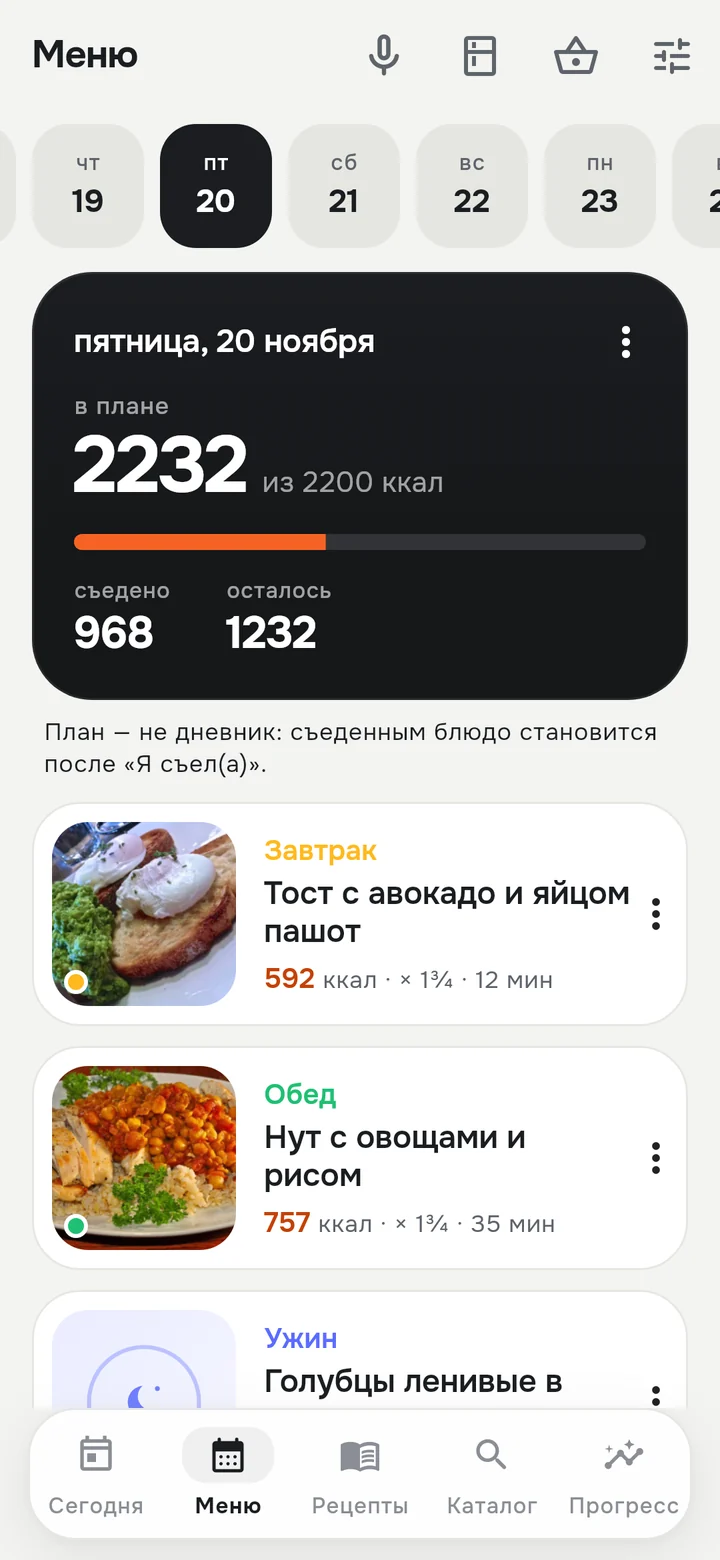 Меню
чт
19
пт
20
сб
21
вс
22
пн
23
пятница, 20 ноября
в плане
2232 из 2200 ккал
съедено осталось
968 1232
План — не дневник: съеденным блюдо становится
после «Я съел(а)».
Завтрак
Тост с авокадо и яйцом
пашот
592 ккал · × 1¾ · 12 мин
Обед
Нут с овощами и
рисом
757 ккал · × 1¾ · 35 мин
Ужин
Голубцы ленивые в
Сегодня Меню Рецепты Каталог Прогресс